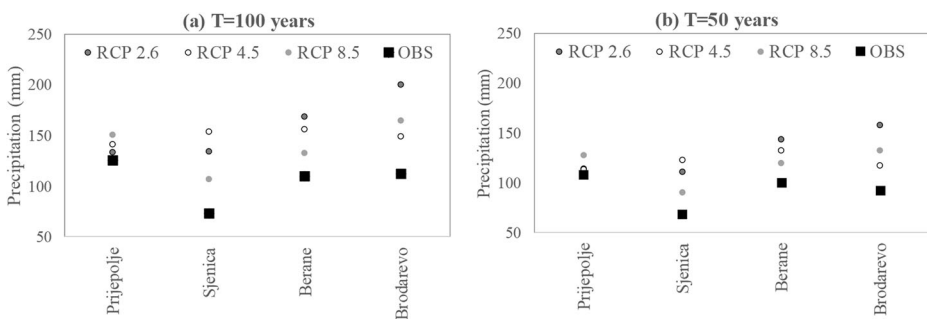 (a) T=100 years
Precipitation (mm)
250
200
150
100
50
RCP 2.6 RCP 4.5 RCP 8.5 OBS
Prijepolje
Sjenica
Berane
Brodarevo
(b) T=50 years
Precipitation (mm)
250
200
150
100
50
RCP 2.6 RCP 4.5 RCP 8.5 OBS
Prijepolje
Sjenica
Berane
Brodarevo